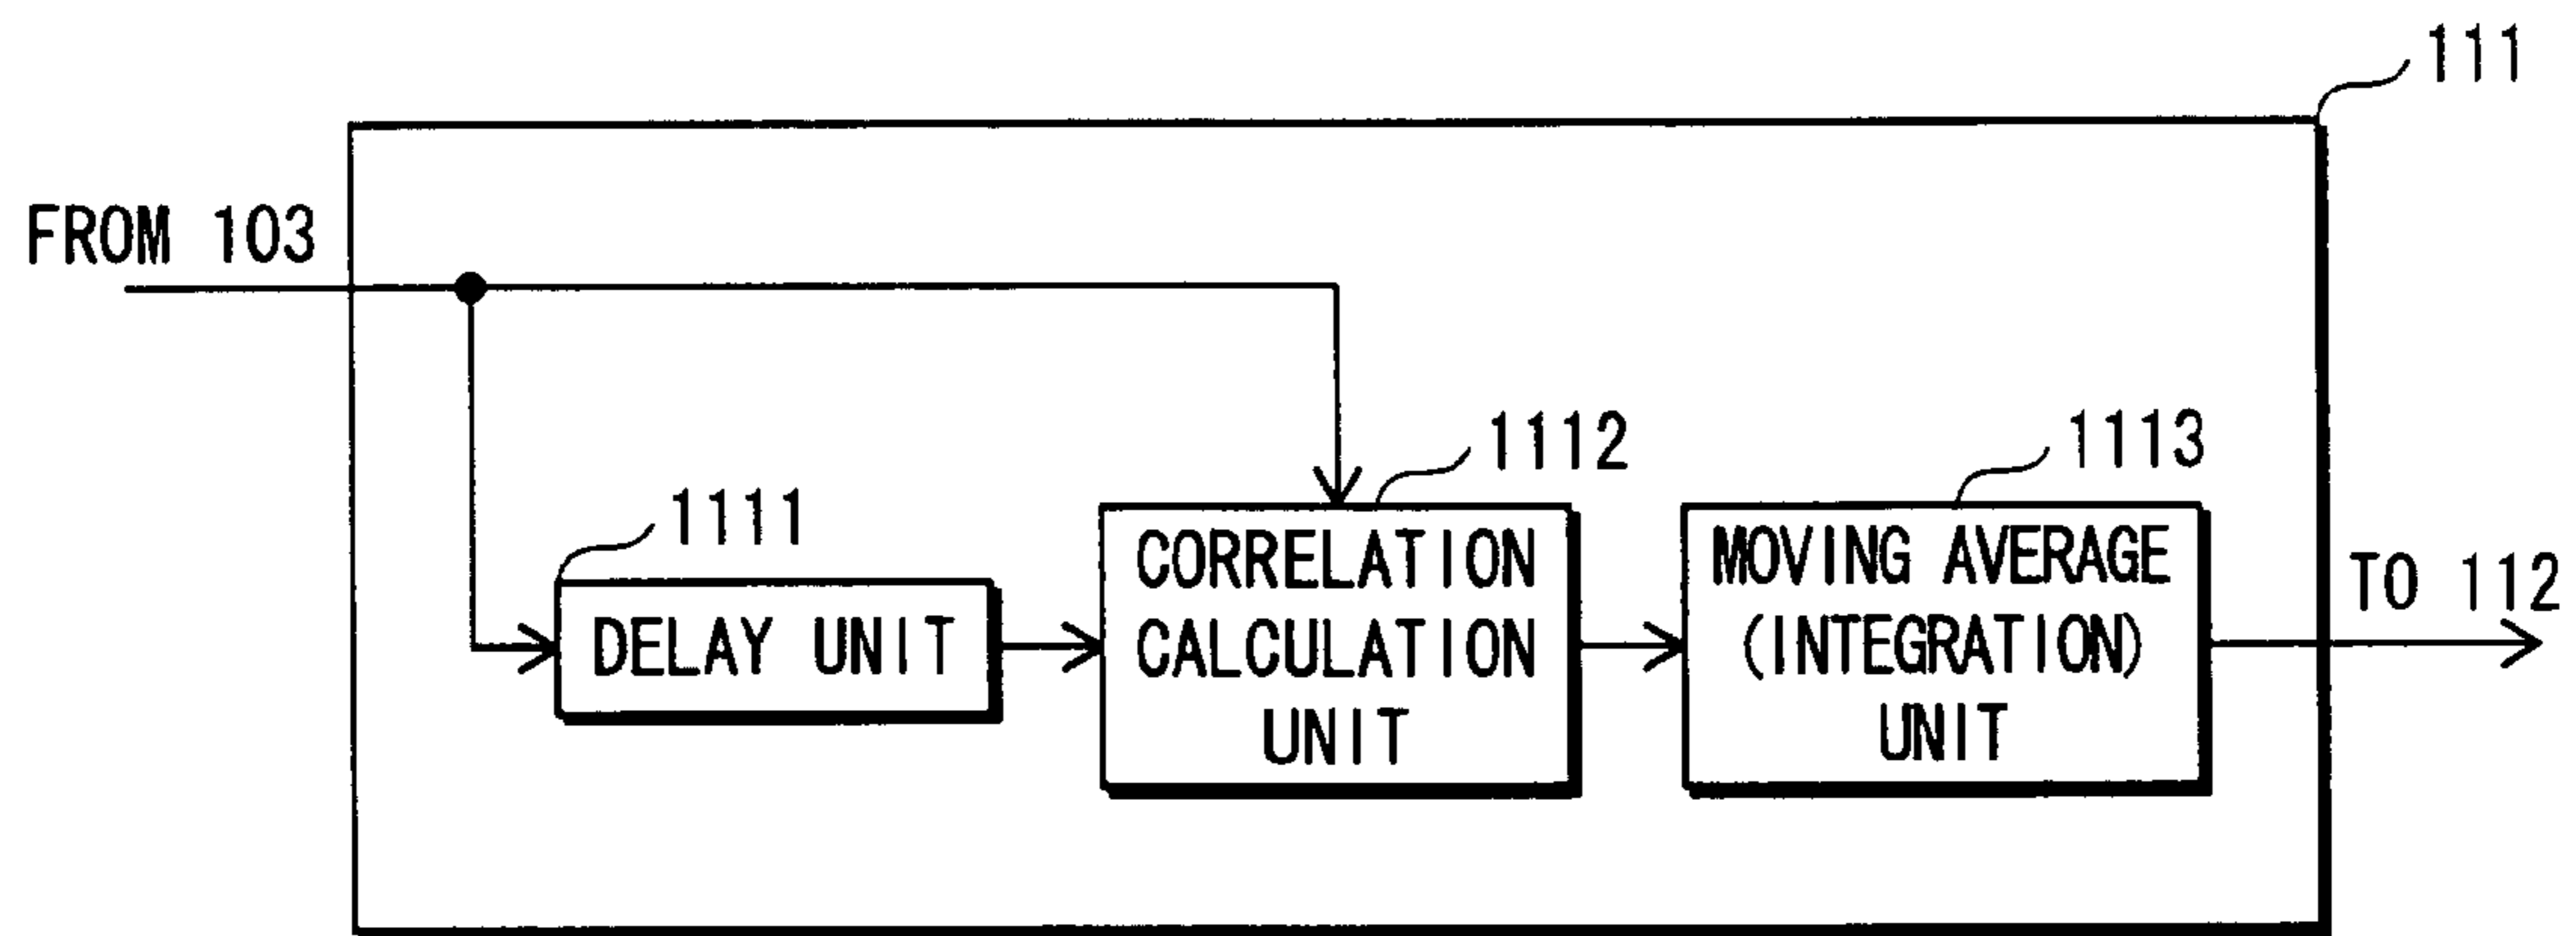 111
FROM 103
1111
1112
1113
DELAY UNIT
CORRELATION
CALCULATION
UNIT
MOVING AVERAGE
(INTEGRATION)
UNIT
TO 112